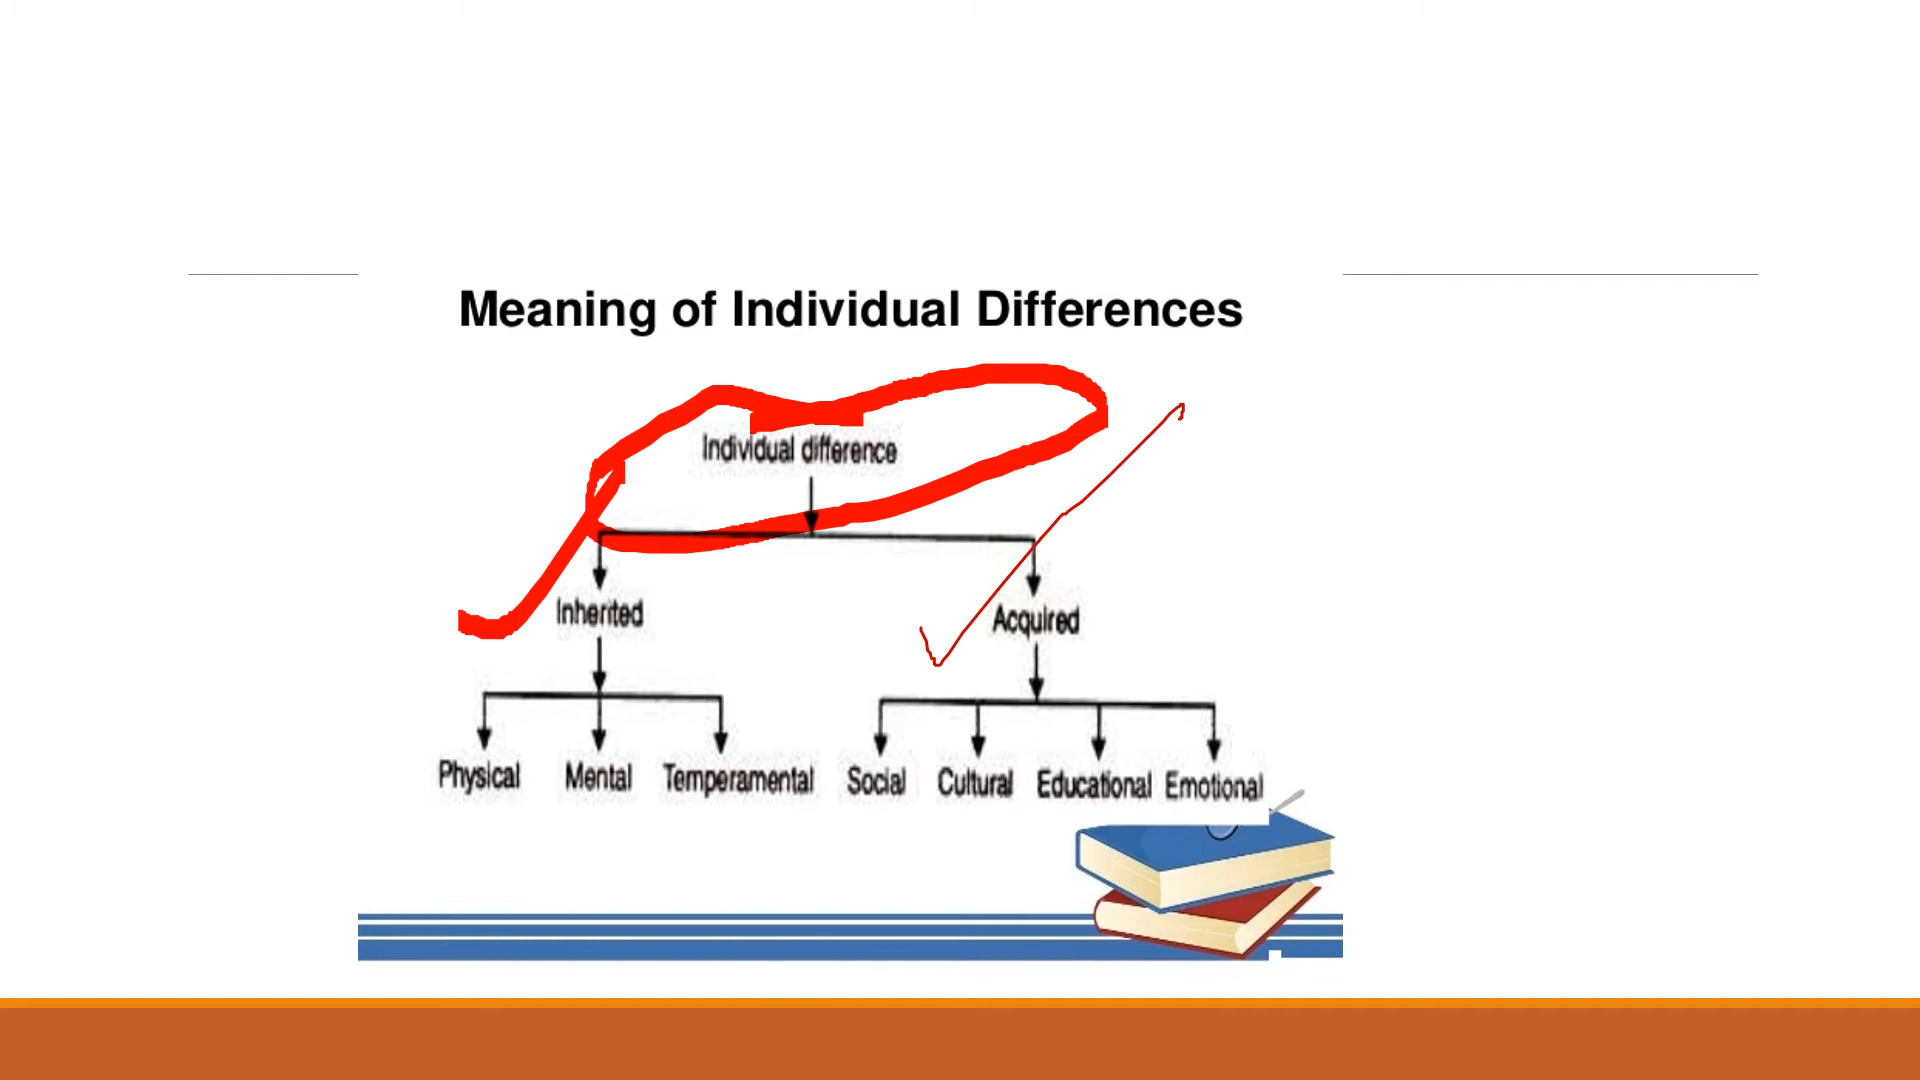 Meaning of Individual Differences
Individual difference
Inherited Acquired
Physical Mental Temperamental Social Cultural Educational Emotional